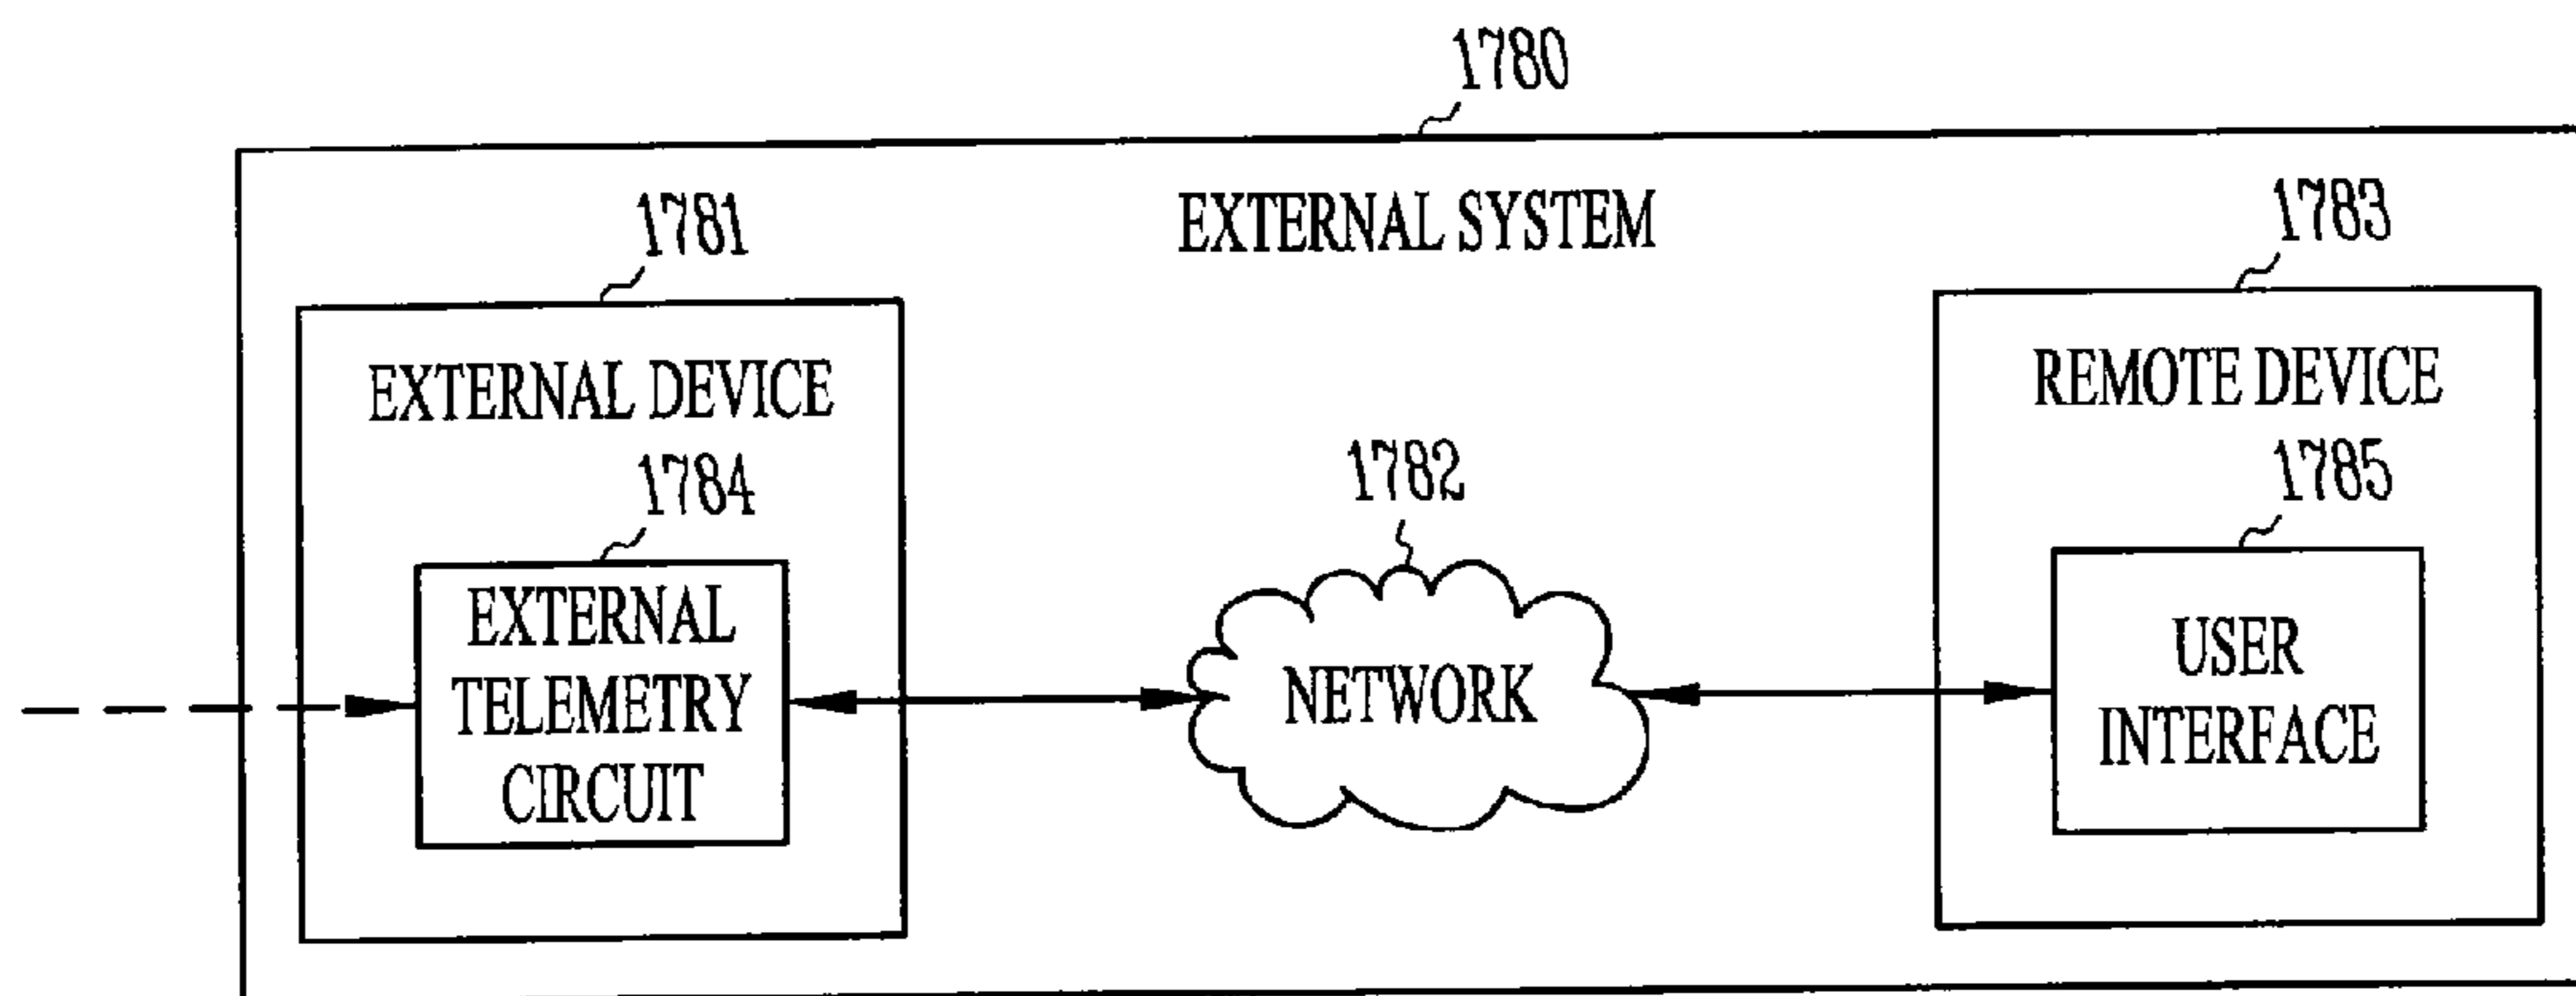 1780
EXTERNAL SYSTEM
1781
1783
EXTERNAL DEVICE
REMOTE DEVICE
1784
1782
1785
EXTERNAL
TELEMETRY
CIRCUIT
NETWORK
USER
INTERFACE